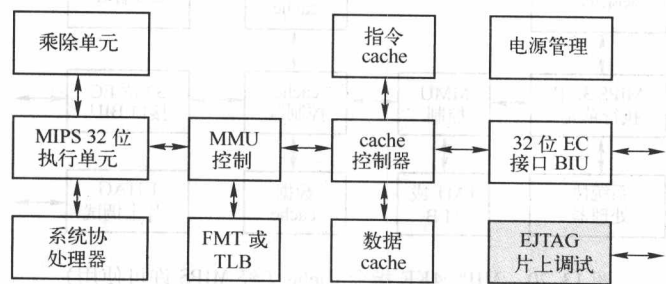 乘除单元
指令
cache
电源管理
MIPS 32 位
执行单元
MMU
控制
cache
控制器
32 位 EC
接口 BIU
系统协
处理器
FMT 或
TLB
数据
cache
EJTAG
片上调试